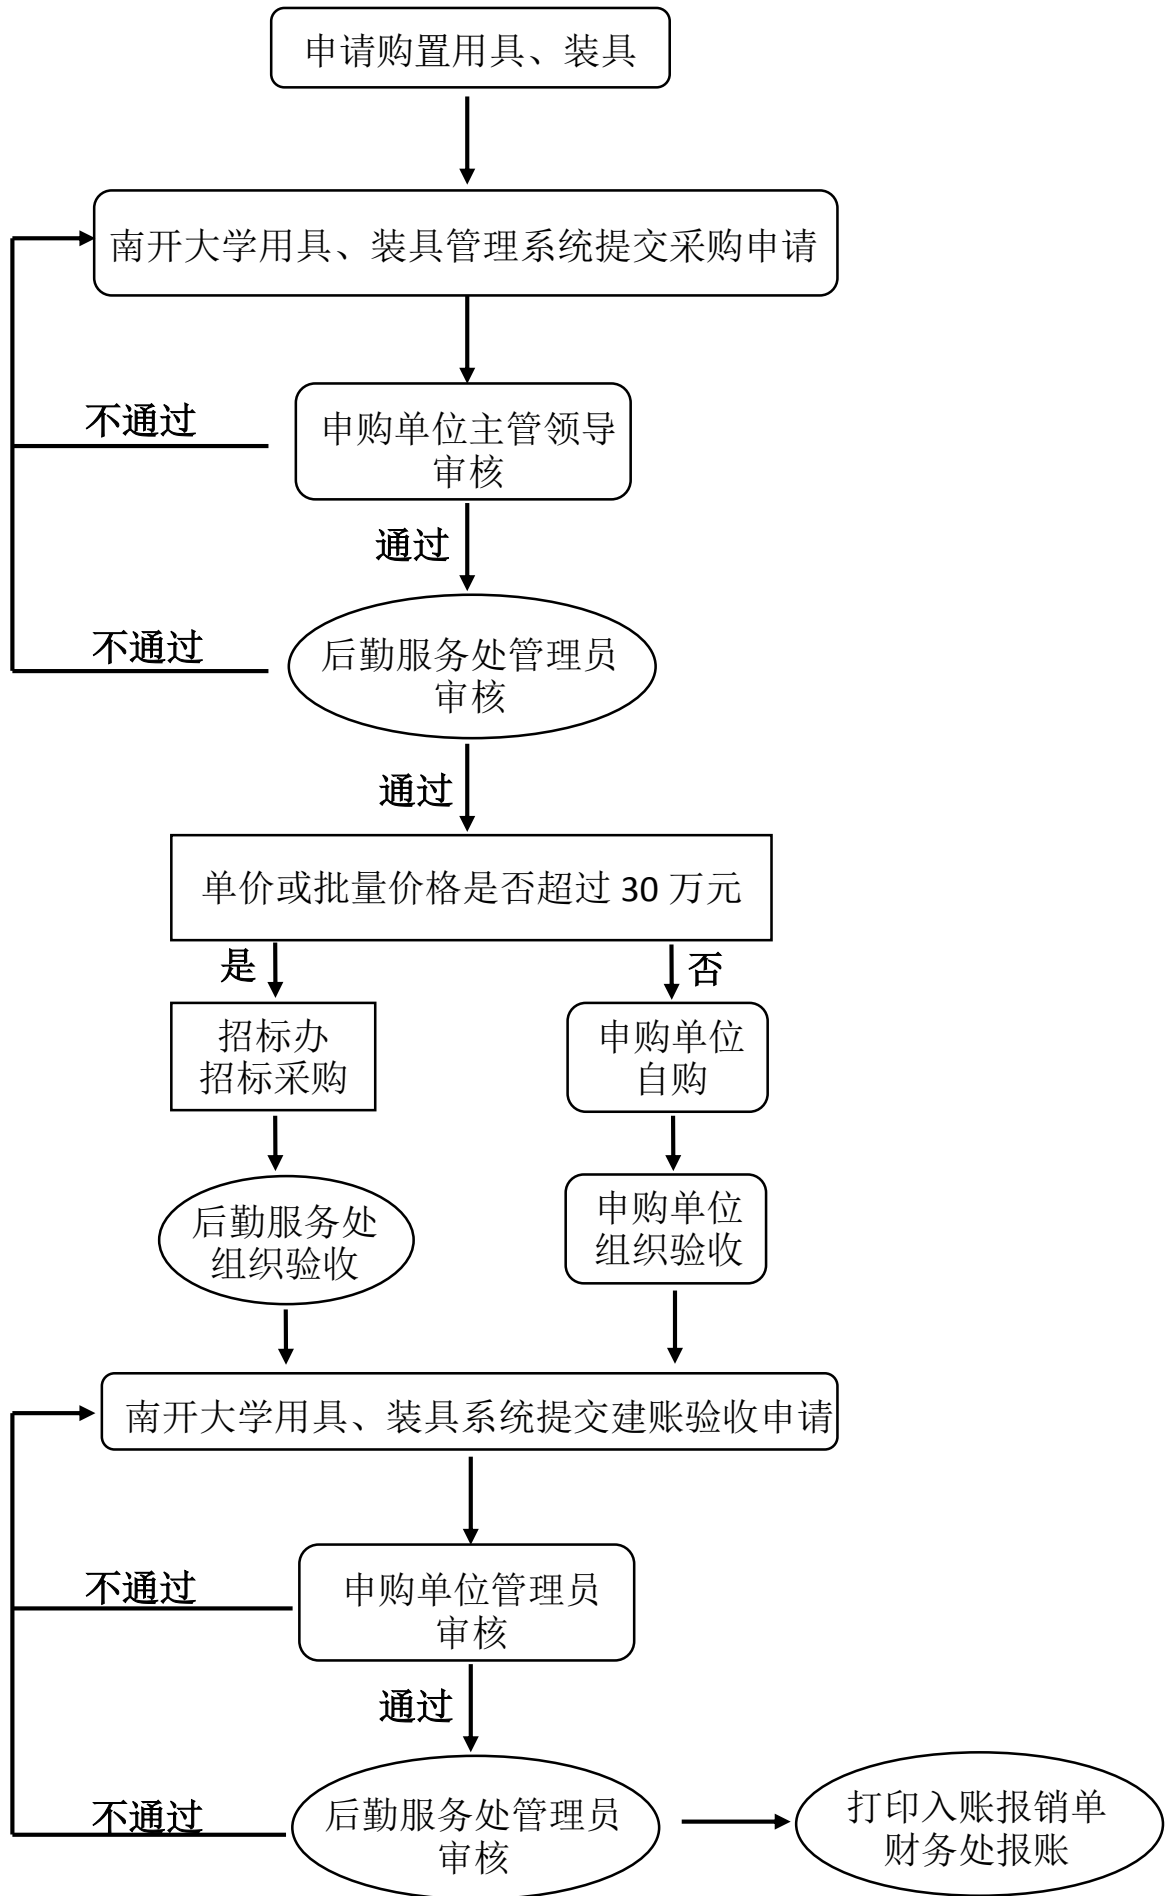 申请购置用具、装具
南开大学用具、装具管理系统提交采购申请
不通过
申购单位主管领导
审核
通过
不通过
后勤服务处管理员
审核
通过
单价或批量价格是否超过 30 万元
是
否
招标办
招标采购
申购单位
自购
后勤服务处
组织验收
申购单位
组织验收
南开大学用具、装具系统提交建账验收申请
不通过
申购单位管理员
审核
通过
不通过
后勤服务处管理员
审核
打印入账报销单
财务处报账